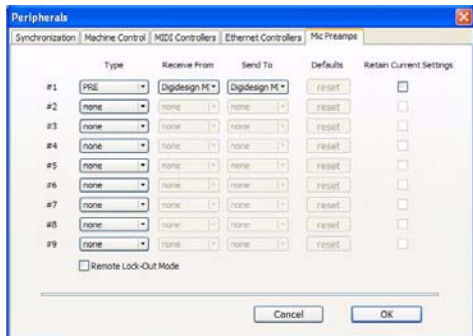 Peripherals
Synchronization Machine Control MIDI Controllers Ethernet Controllers Mic Preamps
Type Receive From Send To Defaults Retain Current Settings
#1 PRE Digidesign M Digidesign M reset
#2 none none none reset
#3 none none none reset
#4 none none none reset
#5 none none none reset
#6 none none none reset
#7 none none none reset
#8 none none none reset
#9 none none none reset
Remote Lock-Out Mode
Cancel OK